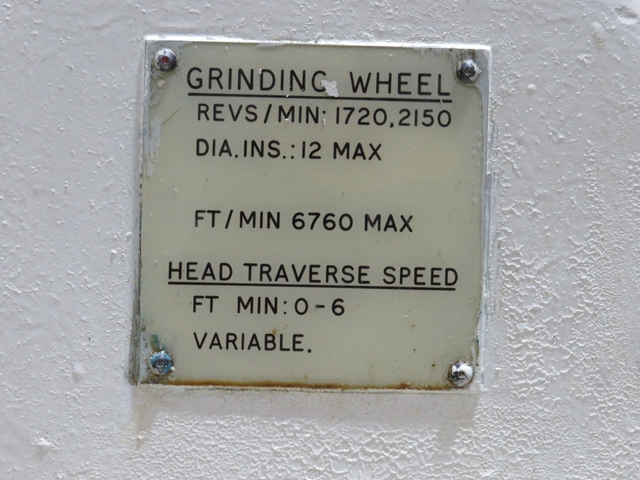 GRINDING WHEEL
REVS/MIN: 1720,2150
DIA.INS.:12 MAX
FT/MIN 6760 MAX
HEAD TRAVERSE SPEED
FT MIN: 0-6
VARIABLE.